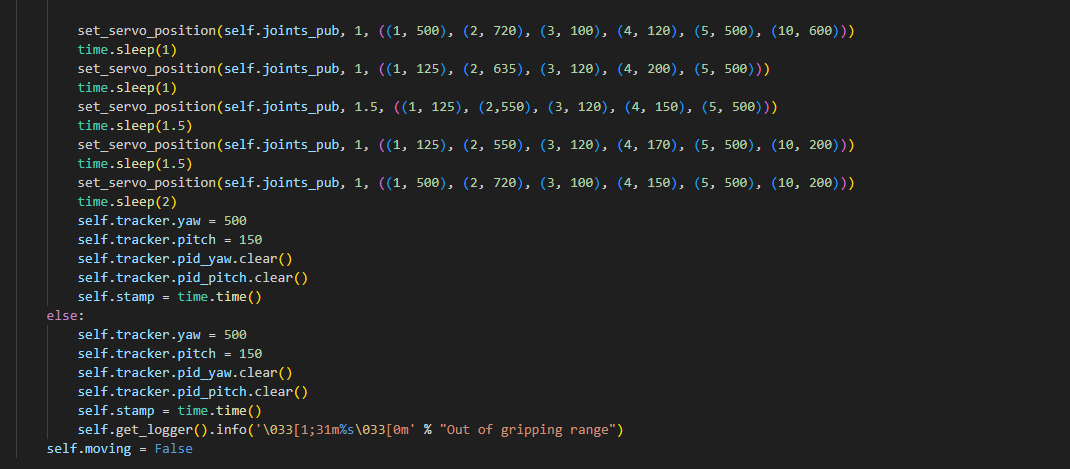 set_servo_position(self.joints_pub, 1, ((1, 500), (2, 720), (3, 100), (4, 120), (5, 500), (10, 600)))
time.sleep(1)
set_servo_position(self.joints_pub, 1, ((1, 125), (2, 635), (3, 120), (4, 200), (5, 500)))
time.sleep(1)
set_servo_position(self.joints_pub, 1.5, ((1, 125), (2,550), (3, 120), (4, 150), (5, 500)))
time.sleep(1.5)
set_servo_position(self.joints_pub, 1, ((1, 125), (2, 550), (3, 120), (4, 170), (5, 500), (10, 200)))
time.sleep(1.5)
set_servo_position(self.joints_pub, 1, ((1, 500), (2, 720), (3, 100), (4, 150), (5, 500), (10, 200)))
time.sleep(2)
self.tracker.yaw = 500
self.tracker.pitch = 150
self.tracker.pid_yaw.clear()
self.tracker.pid_pitch.clear()
self.stamp = time.time()
else:
self.tracker.yaw = 500
self.tracker.pitch = 150
self.tracker.pid_yaw.clear()
self.tracker.pid_pitch.clear()
self.stamp = time.time()
self.get_logger().info('\033[1;31m%s\033[0m' % "Out of gripping range")
self.moving = False